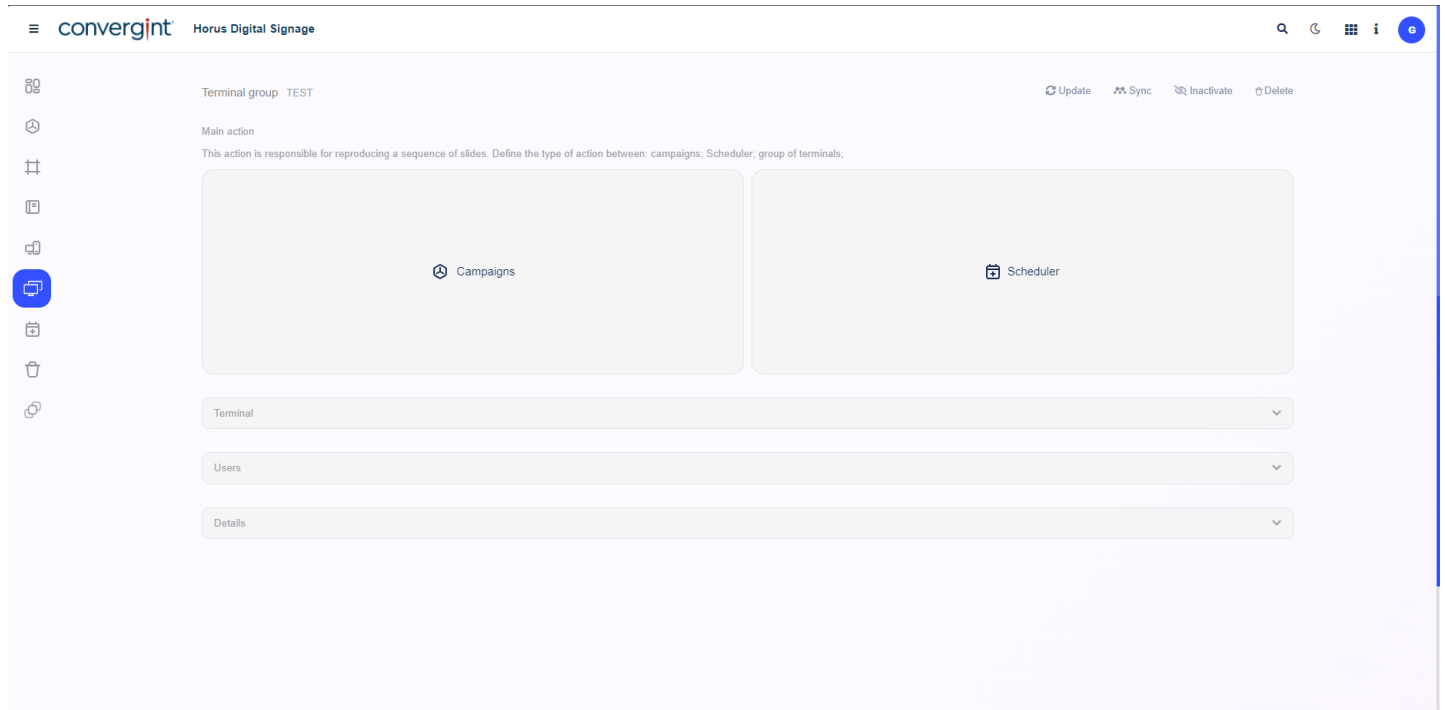 convergint Horus Digital Signage G
Terminal group TEST Update Sync Inactivate Delete
Main action
This action is responsible for reproducing a sequence of slides. Define the type of action between: campaigns; Scheduler; group of terminals;
Campaigns Scheduler
Terminal
Users
Details